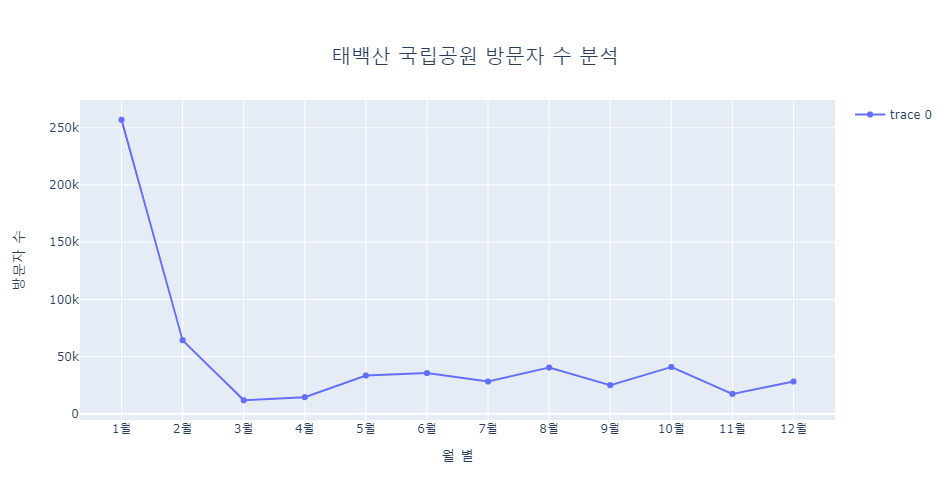 태백산 국립공원 방문자 수 분석
trace 0
방문자 수
250k
200k
150k
100k
50k
0
1월 2월 3월 4월 5월 6월 7월 8월 9월 10월 11월 12월
월 별